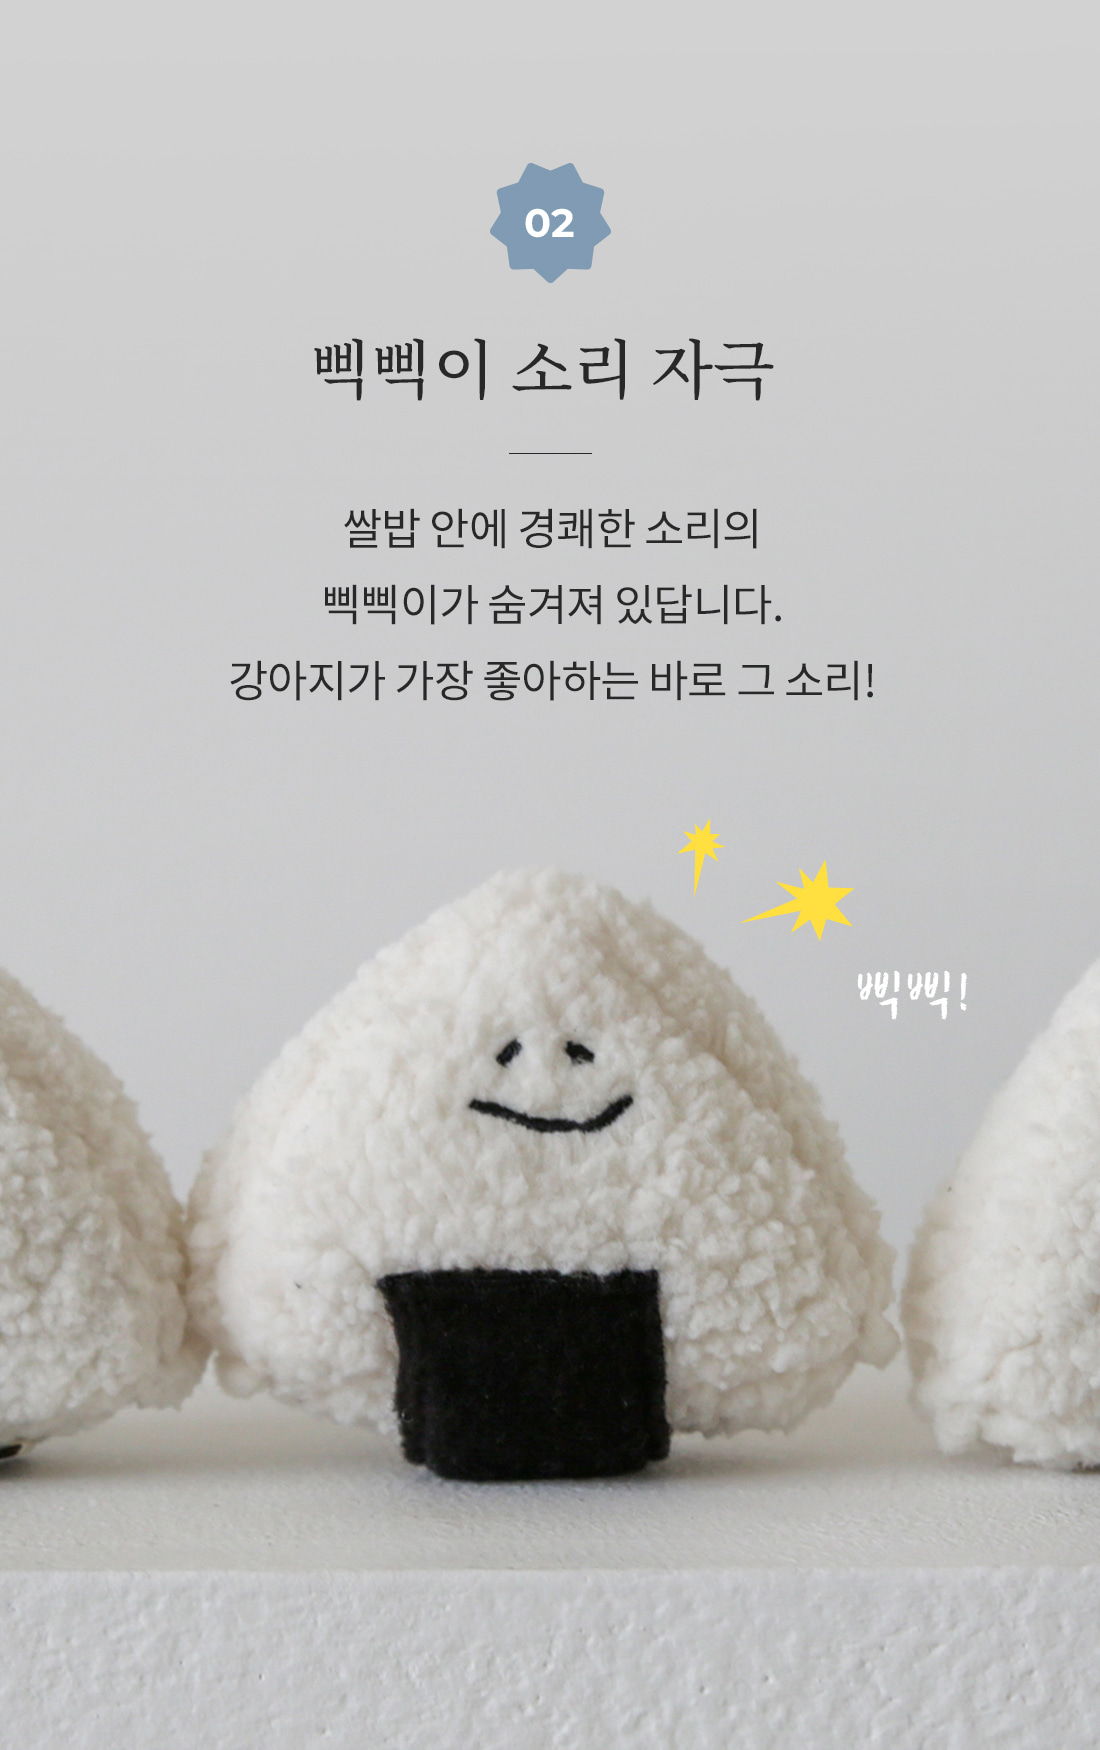 02
삑삑이 소리 자극
쌀밥 안에 경쾌한 소리의
삑삑이가 숨겨져 있답니다.
강아지가 가장 좋아하는 바로 그 소리!
삑삑!